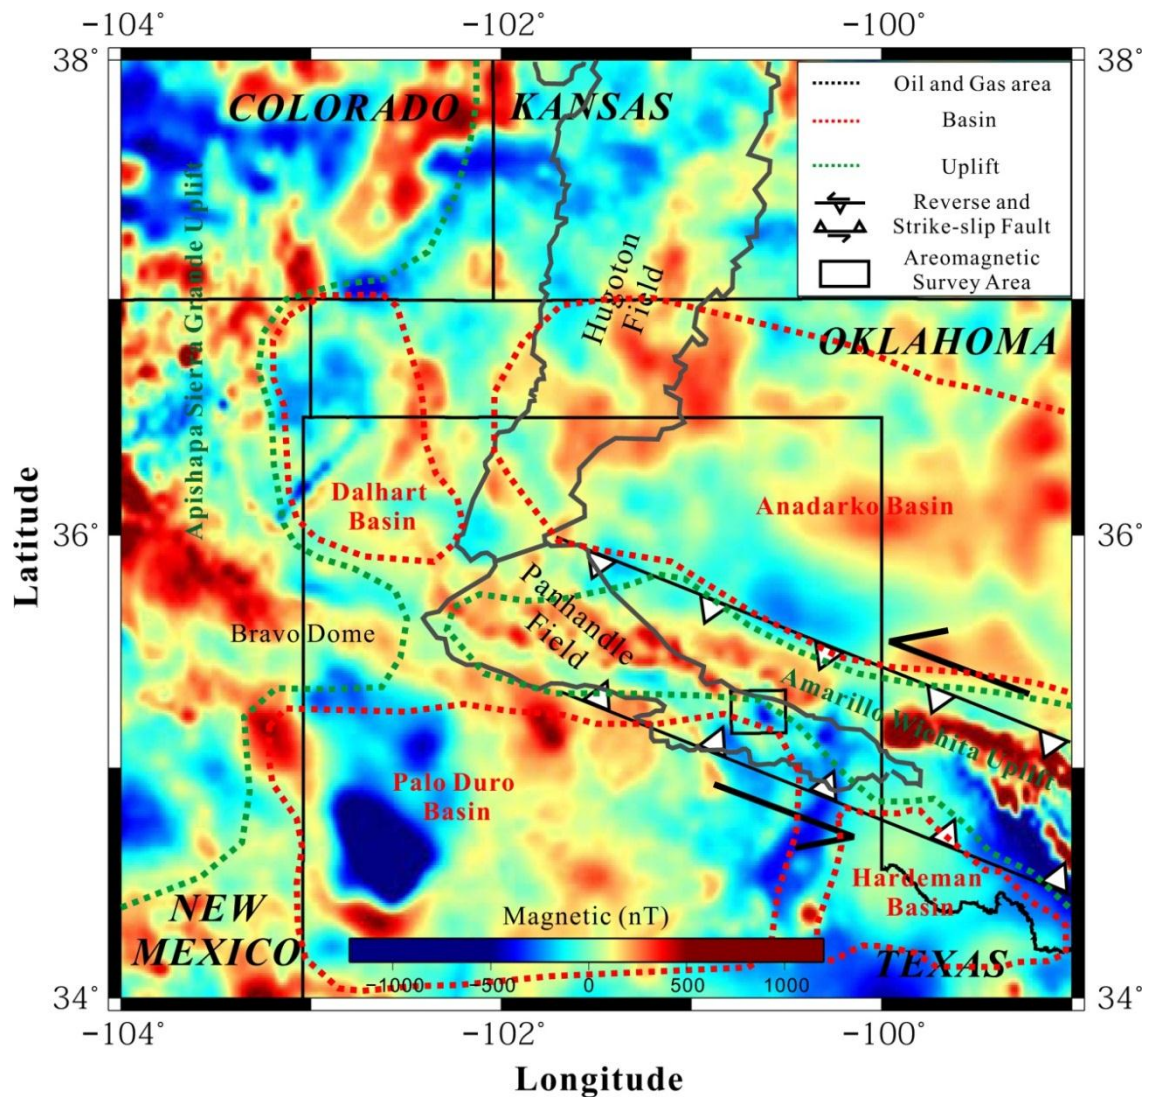 -104° -102° -100°
38° 38°
COLORADO KANSAS
Oil and Gas area
Basin
Uplift
Reverse and
Strike-slip Fault
Areomagnetic
Survey Area
Apishapa Sierra Grande Uplift
Hugoton
Field
OKLAHOMA
Dalhart
Basin
Anadarko Basin
36° 36°
Latitude
Panhandle
Field
Bravo Dome
Amarillo Wichita Uplift
Palo Duro
Basin
Hardeman
Basin
NEW
MEXICO
Magnetic (nT)
TEXAS
-1000 -500 0 500 1000
34° 34°
-104° -102° -100°
Longitude